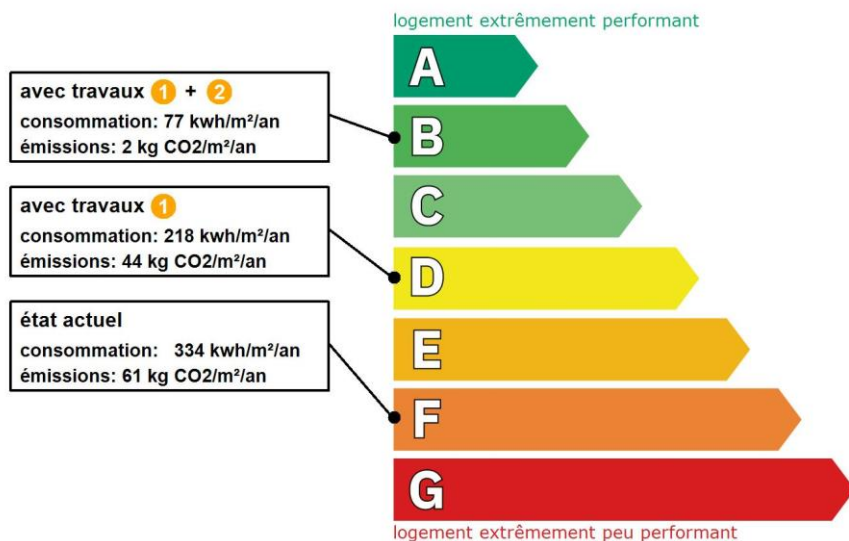 logement extrêmement performant
A
avec travaux 1 + 2
consommation: 77 kwh/m²/an
émissions: 2 kg CO2/m²/an
B
C
avec travaux 1
consommation: 218 kwh/m²/an
émissions: 44 kg CO2/m²/an
D
état actuel
consommation: 334 kwh/m²/an
émissions: 61 kg CO2/m²/an
E
F
G
logement extrêmement peu performant